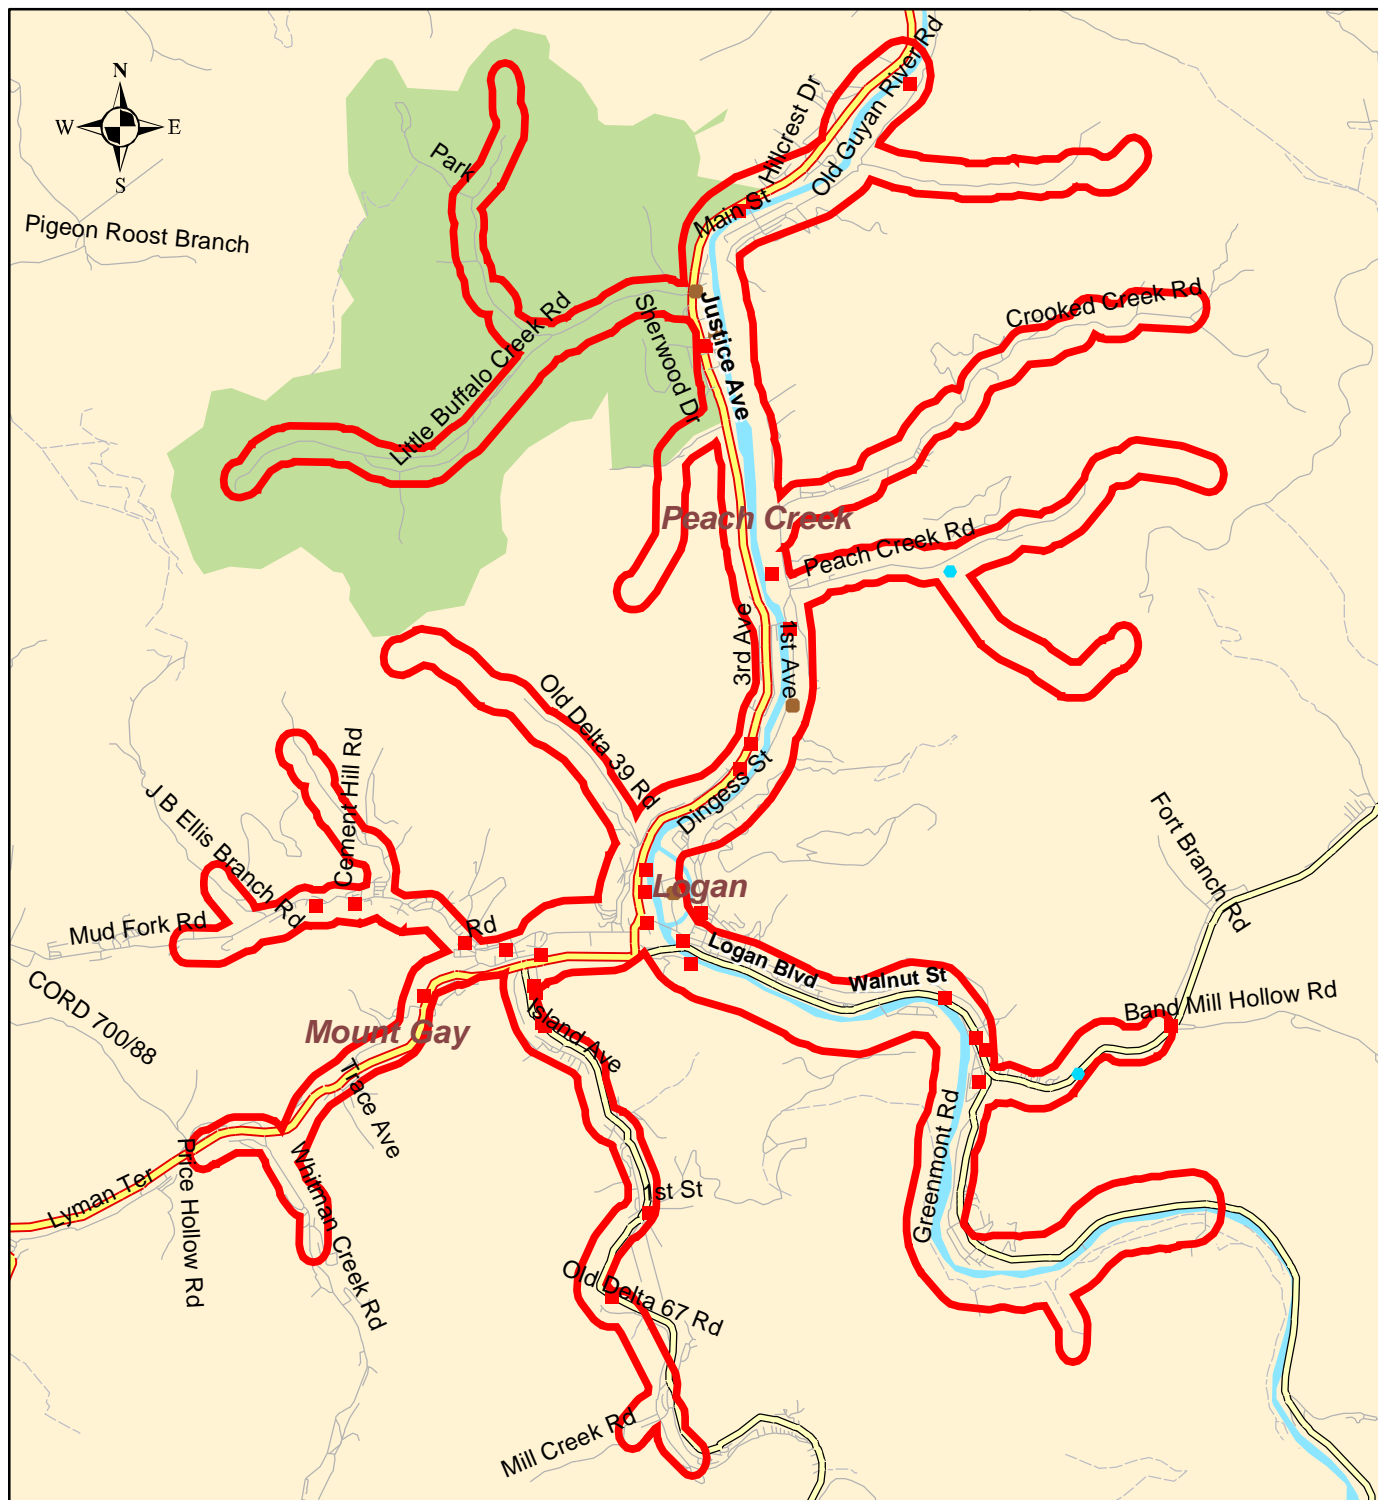 N
W E
S
Park
Pigeon Roost Branch
Hillcrest Dr
Old Guyan River Rd
Main St
Little Buffalo Creek Rd
Sherwood Dr
Justice Ave
Crooked Creek Rd
Peach Creek
Peach Creek Rd
3rd Ave
1st Ave
Old Delta 39 Rd
Dingess St
Cement Hill Rd
J B Ellis Branch Rd
Mud Fork Rd
Rd
Logan
Fort Branch Rd
Logan Blvd
Walnut St
CORD 700/88
Mount Gay
Island Ave
Band Mill Hollow Rd
Trace Ave
Greenmont Rd
Lyman Ter
Price Hollow Rd
Whitman Creek Rd
1st St
Old Delta 67 Rd
Mill Creek Rd